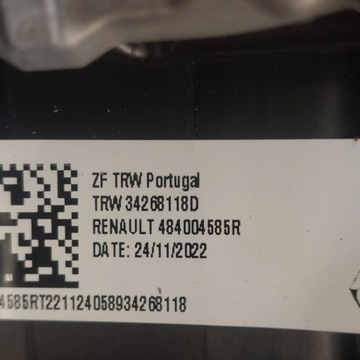 ZF TRW Portugal
TRW 34268118D
RENAULT 484004585R
DATE: 24/11/2022
4585RT221124058934268118